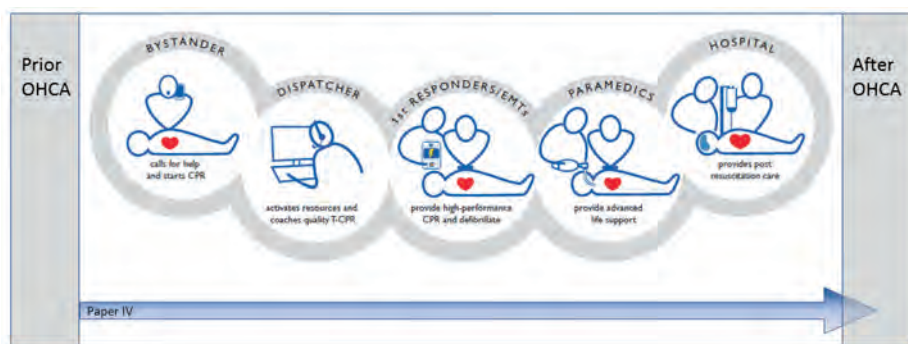 Prior
OHCA
BYSTANDER
calls for help
and starts CPR
DISPATCHER
activates resources and
coaches quality T-CPR
1st RESPONDERS/EMTs
provide high-performance
CPR and defibrillate
PARAMEDICS
provide advanced
life support
HOSPITAL
provides post
resuscitation care
After
OHCA
Paper IV